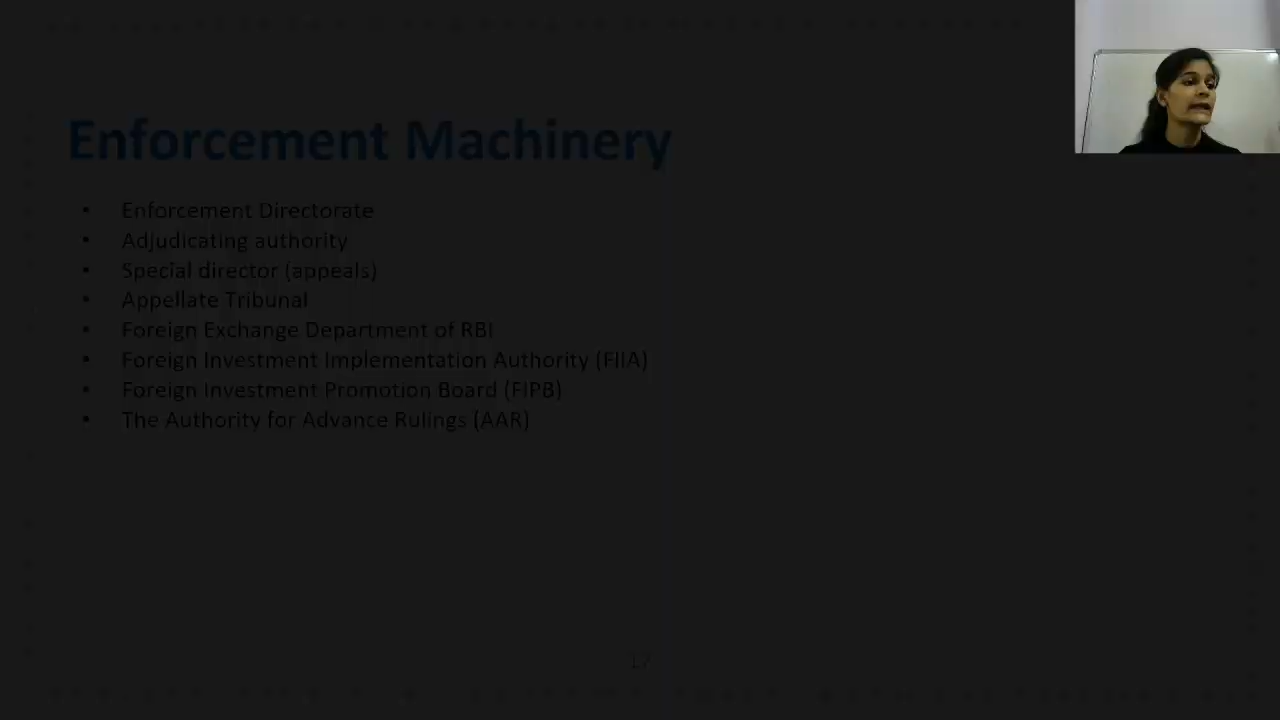 Enforcement Machinery
• Enforcement Directorate
• Adjudicating authority
• Special director (appeals)
• Appellate Tribunal
• Foreign Exchange Department of RBI
• Foreign Investment Implementation Authority (FIIA)
• Foreign Investment Promotion Board (FIPB)
• The Authority for Advance Rulings (AAR)
17